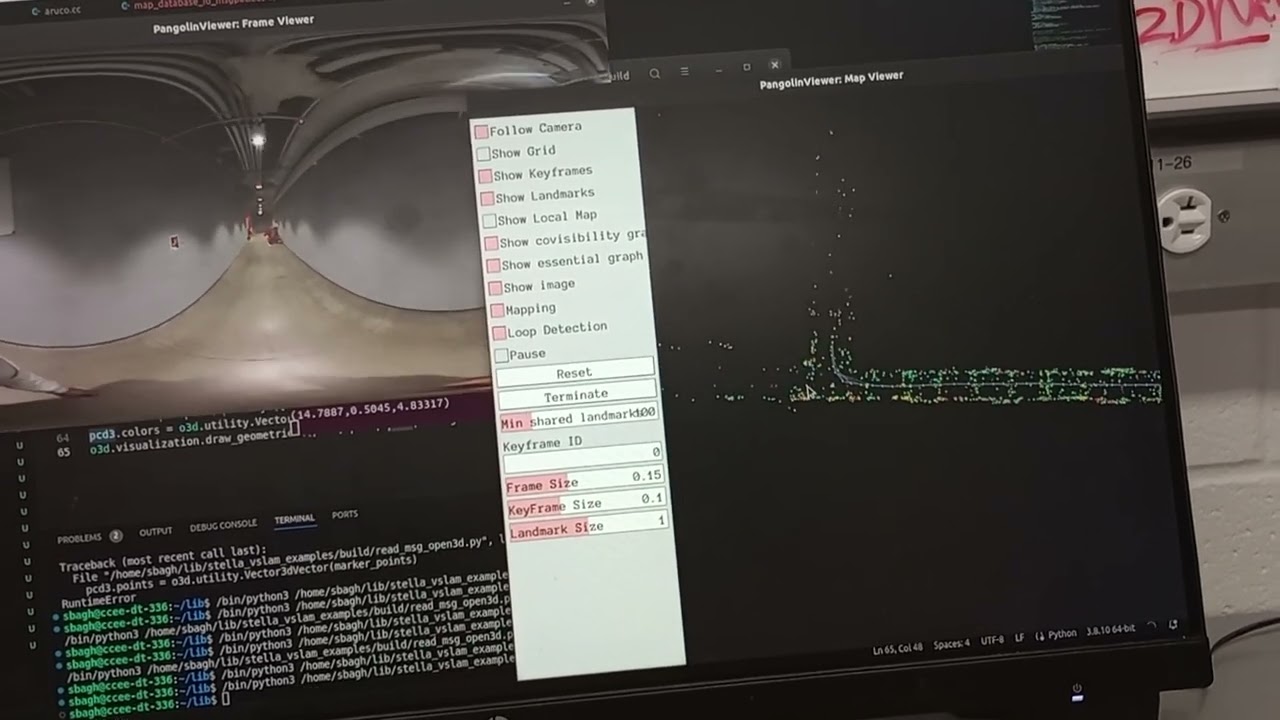 aruco.cc
PangolinViewer: Frame Viewer
2DN
PangolinViewer: Map Viewer
1-26
Follow Camera
Show Grid
Show Keyframes
Show Landmarks
Show Local Map
Show covisibility gra
Show essential graph
Show image
Mapping
Loop Detection
Pause
Reset
Terminate
Min shared landmark100
Keyframe ID
0
Frame Size 0.15
KeyFrame Size 0.1
Landmark Size 1
(14.7887,0.5045,4.83317)
64 pcd3.colors = o3d.utility.Vector
65 o3d.visualization.draw_geometri
PROBLEMS 2 OUTPUT DEBUG CONSOLE TERMINAL PORTS
Traceback (most recent call last):
File "/home/sbagh/lib/stella_vslam_examples/build/read_msg_open3d.py", l
pcd3.points = o3d.utility.Vector3dVector(marker_points)
RuntimeError
sbagh@ccee-dt-336:~/lib$ /bin/python3 /home/sbagh/lib/stella_vslam_example
sbagh@ccee-dt-336:~/lib$ /bin/python3 /home/sbagh/lib/stella_vslam_example
/bin/python3 /home/sbagh/lib/stella_vslam_examples/build/read_msg_open3d.p
sbagh@ccee-dt-336:~/lib$ /bin/python3 /home/sbagh/lib/stella_vslam_example
sbagh@ccee-dt-336:~/lib$ /bin/python3 /home/sbagh/lib/stella_vslam_example
/bin/python3 /home/sbagh/lib/stella_vslam_examples/build/read_msg_open3d.p
sbagh@ccee-dt-336:~/lib$ /bin/python3 /home/sbagh/lib/stella_vslam_example
sbagh@ccee-dt-336:~/lib$ /bin/python3 /home/sbagh/lib/stella_vslam_example
sbagh@ccee-dt-336:~/lib$
Ln 65, Col 48 Spaces: 4 UTF-8 LF Python 3.8.10 64-bit